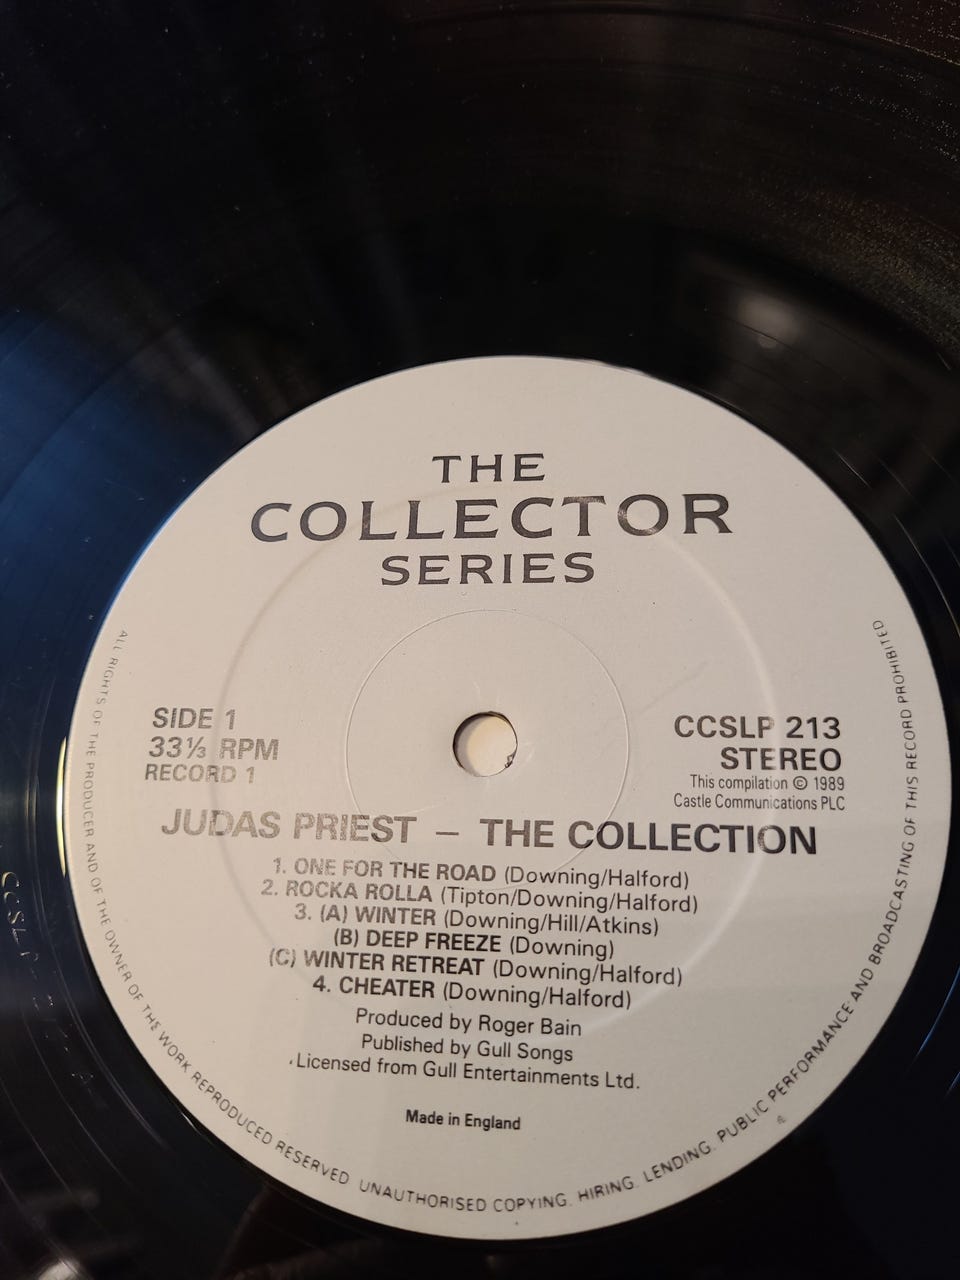 THE
COLLECTOR
SERIES
SIDE 1
33⅓ RPM
RECORD 1
CCSLP 213
STEREO
This compilation © 1989
Castle Communications PLC
JUDAS PRIEST – THE COLLECTION
1. ONE FOR THE ROAD (Downing/Halford)
2. ROCKA ROLLA (Tipton/Downing/Halford)
3. (A) WINTER (Downing/Hill/Atkins)
(B) DEEP FREEZE (Downing)
(C) WINTER RETREAT (Downing/Halford)
4. CHEATER (Downing/Halford)
Produced by Roger Bain
Published by Gull Songs
Licensed from Gull Entertainments Ltd.
Made in England
ALL RIGHTS OF THE PRODUCER AND OF THE OWNER OF THE WORK REPRODUCED RESERVED UNAUTHORISED COPYING. HIRING. LENDING. PUBLIC PERFORMANCE AND BROADCASTING OF THIS RECORD PROHIBITED
CCSLP